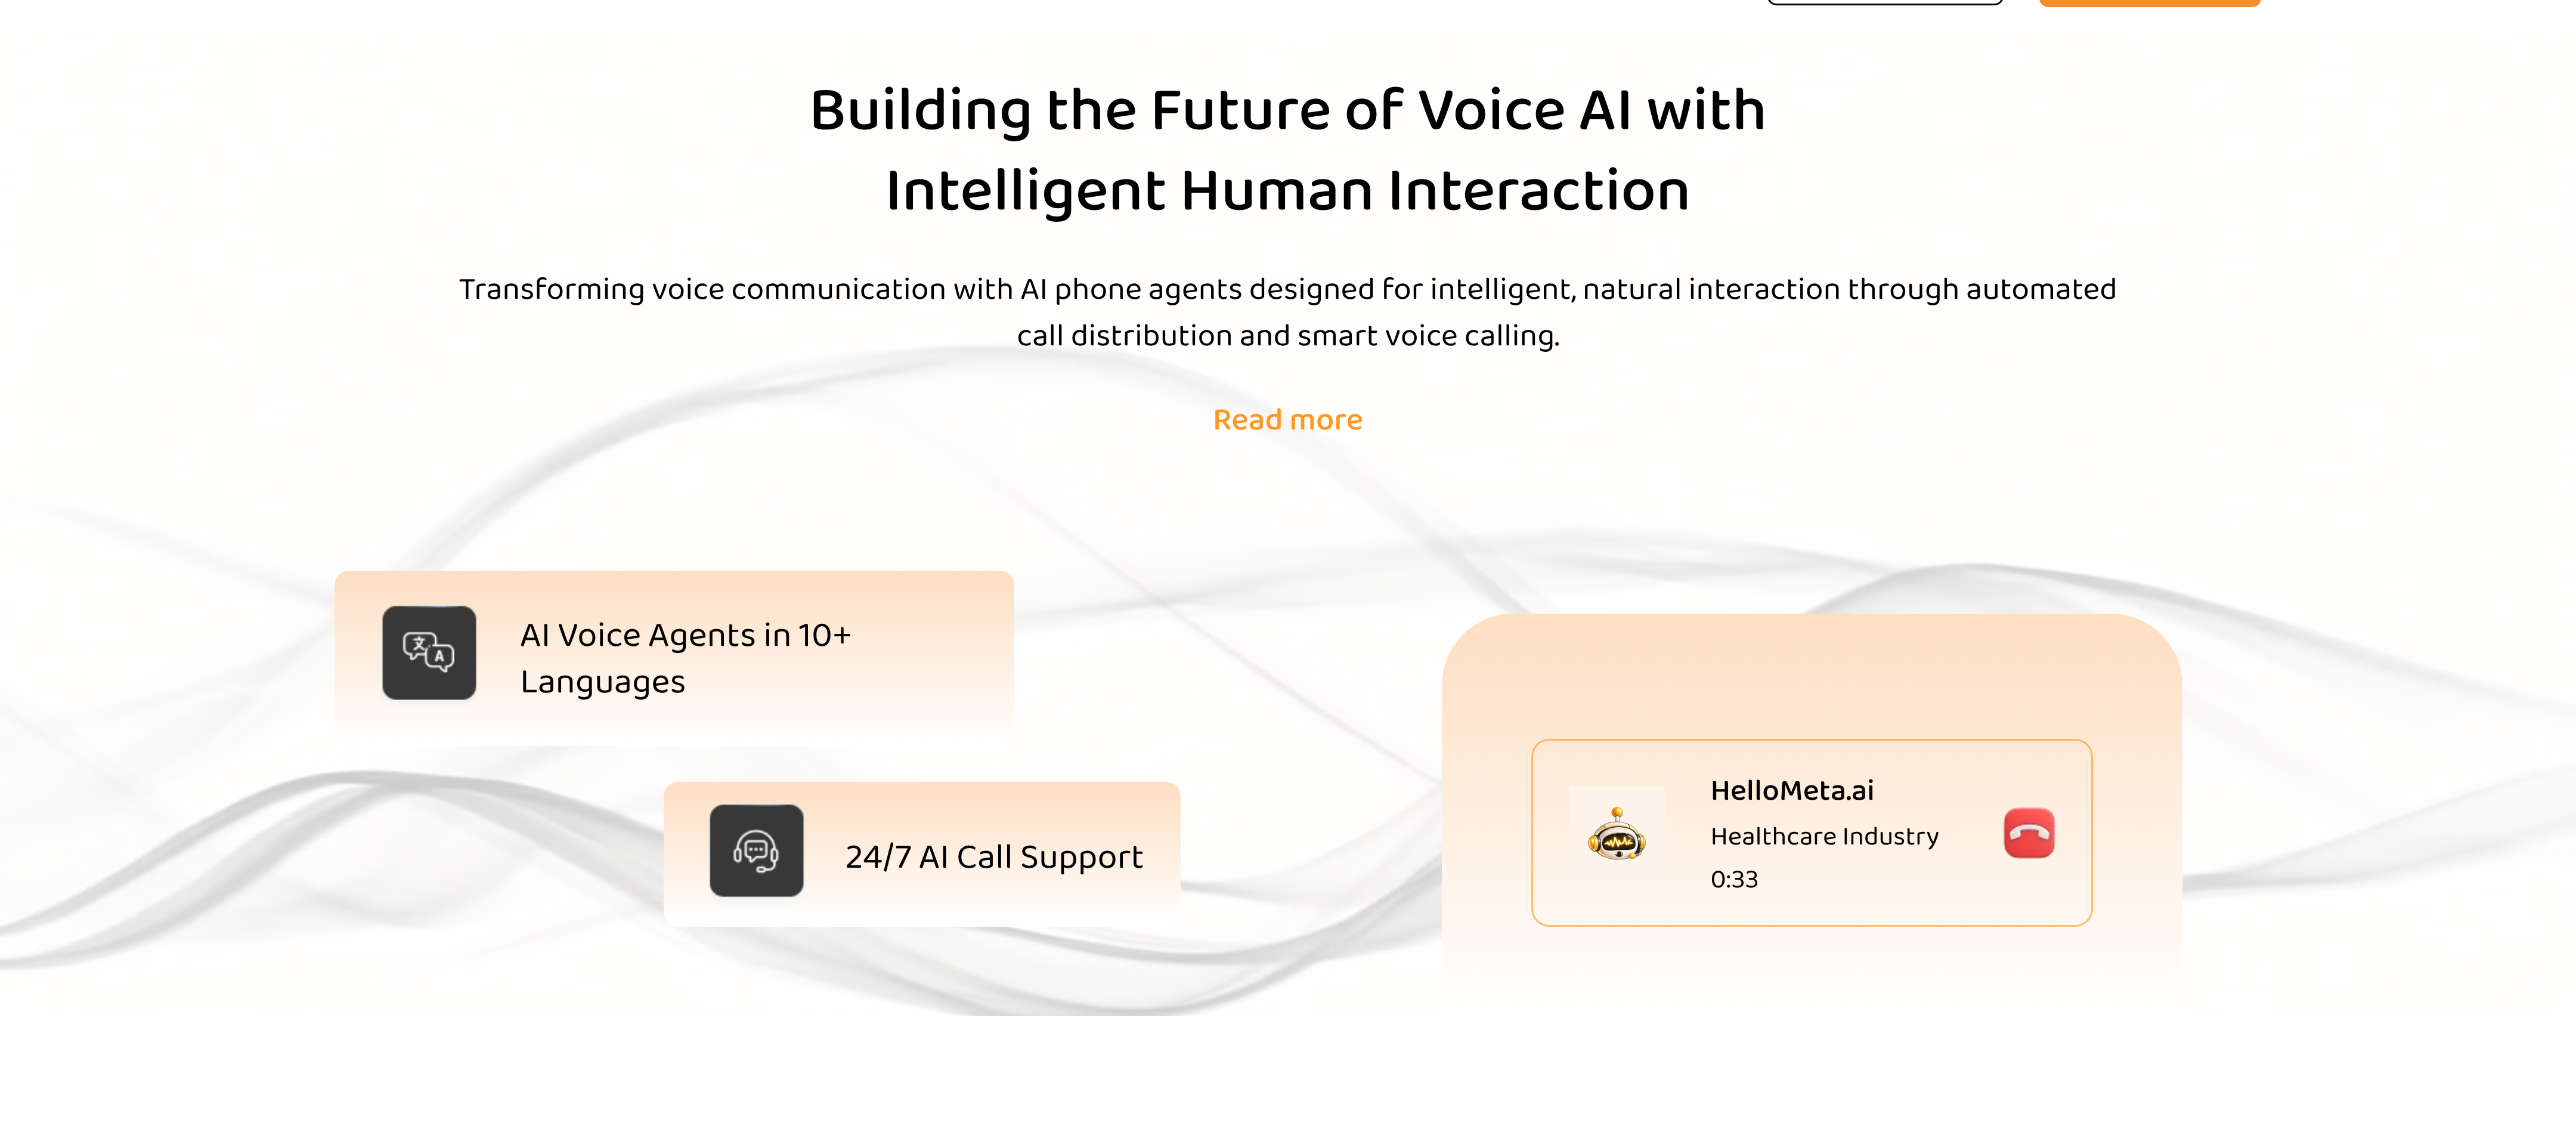 Building the Future of Voice AI with
Intelligent Human Interaction
Transforming voice communication with AI phone agents designed for intelligent, natural interaction through automated
call distribution and smart voice calling.
Read more
文
A
AI Voice Agents in 10+
Languages
24/7 AI Call Support
HelloMeta.ai
Healthcare Industry
0:33